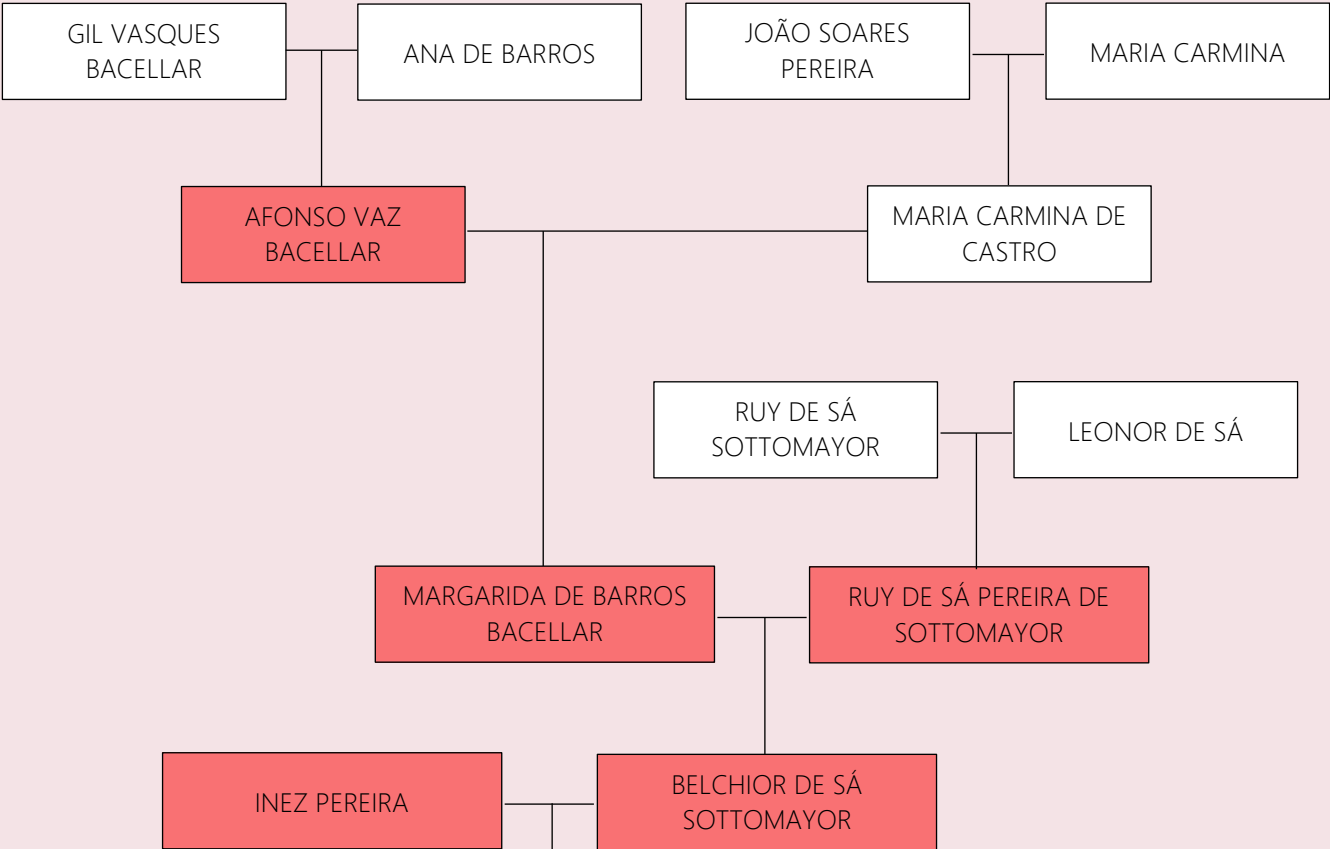 GIL VASQUES
BACELLAR
ANA DE BARROS
JOÃO SOARES
PEREIRA
MARIA CARMINA
AFONSO VAZ
BACELLAR
MARIA CARMINA DE
CASTRO
RUY DE SÁ
SOTTOMAYOR
LEONOR DE SÁ
MARGARIDA DE BARROS
BACELLAR
RUY DE SÁ PEREIRA DE
SOTTOMAYOR
INEZ PEREIRA
BELCHIOR DE SÁ
SOTTOMAYOR